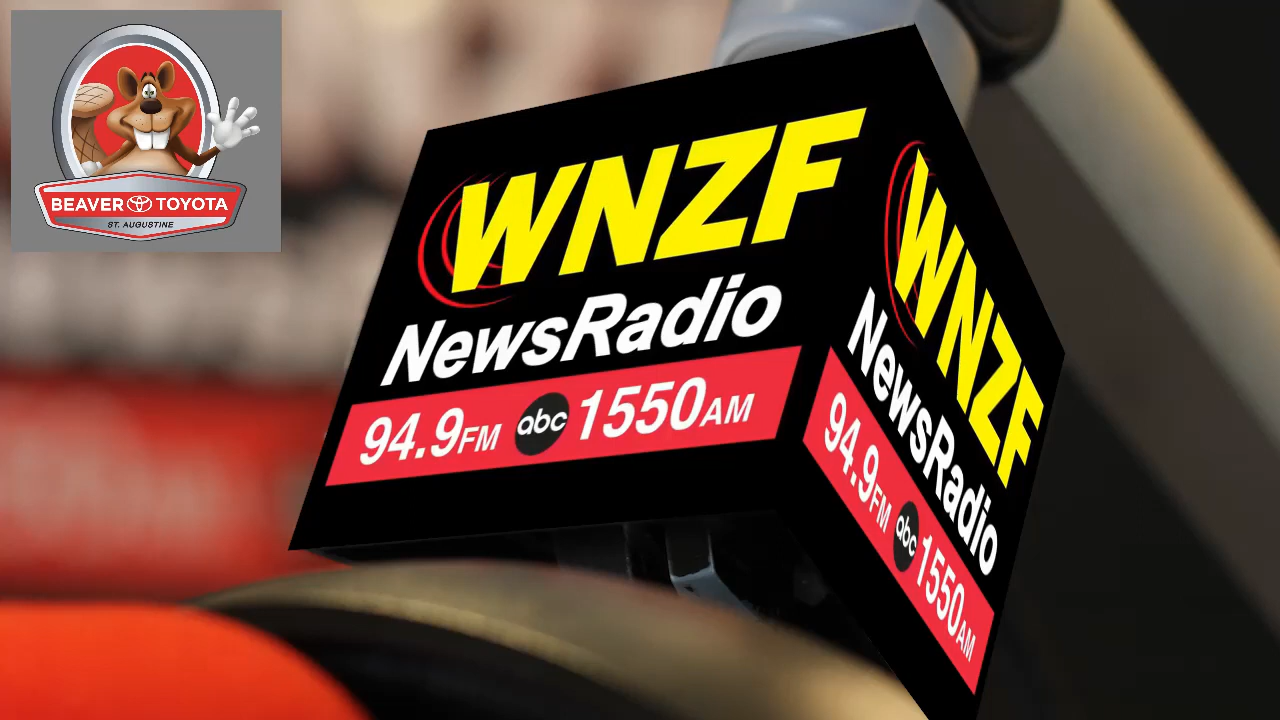 BEAVER TOYOTA
ST. AUGUSTINE
WNZF
NewsRadio
94.9FM abc 1550AM
WNZF
NewsRadio
94.9FM abc 1550AM